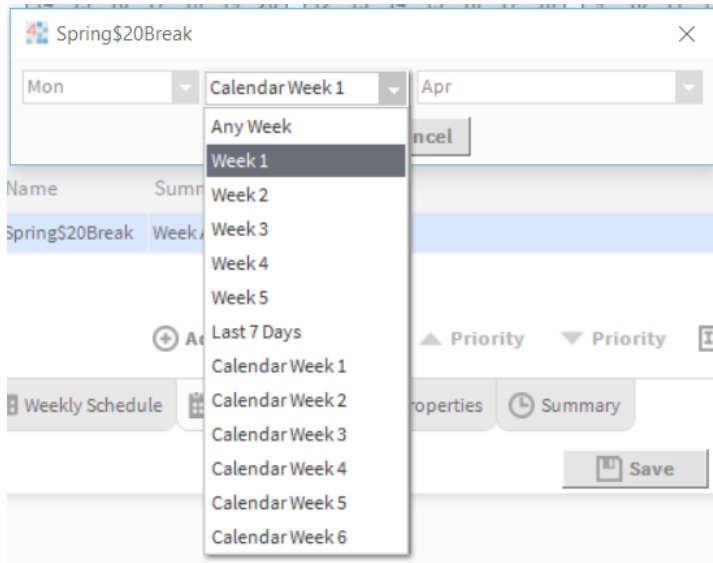 Spring$20Break
Mon
Calendar Week 1
Apr
Any Week
ncel
Week 1
Name
Summ
Week 2
Spring$20Break
Week A
Week 3
Week 4
Week 5
Last 7 Days
Priority
Priority
Calendar Week 1
Weekly Schedule
Calendar Week 2
roperties
Summary
Calendar Week 3
Calendar Week 4
Save
Calendar Week 5
Calendar Week 6